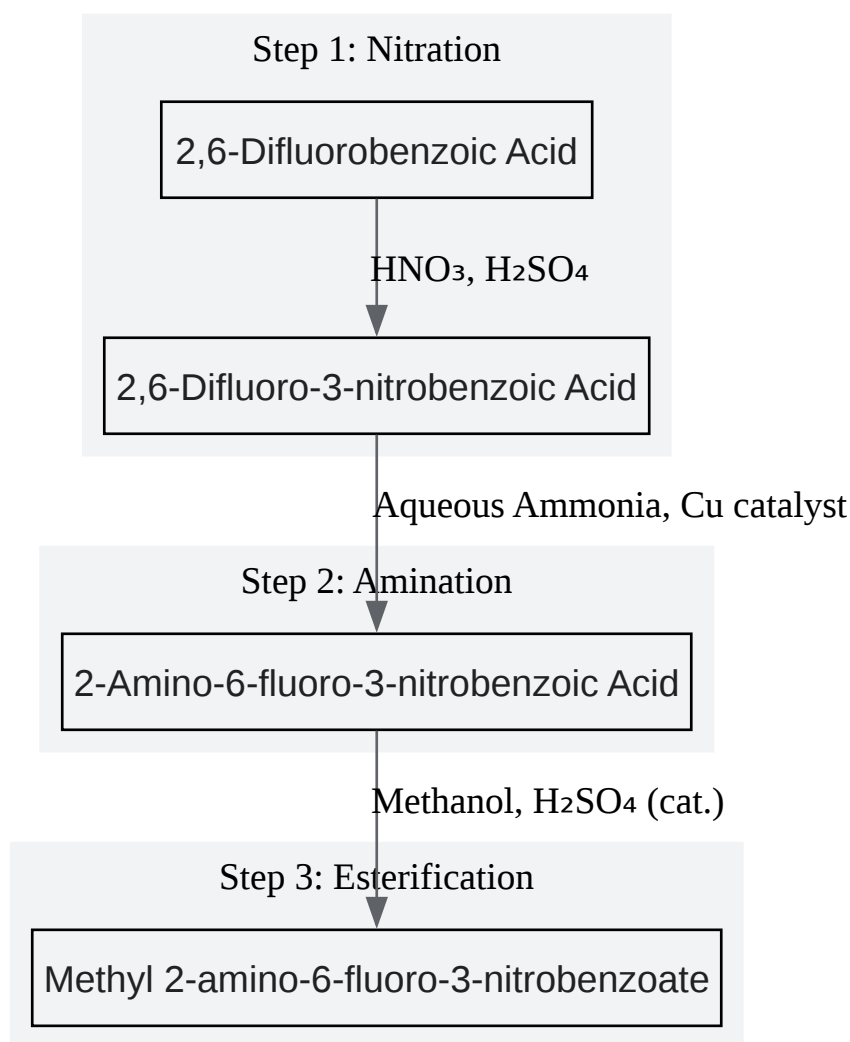 Step 1: Nitration
2,6-Difluorobenzoic Acid
HNO₃, H₂SO₄
2,6-Difluoro-3-nitrobenzoic Acid
Aqueous Ammonia, Cu catalyst
Step 2: Amination
2-Amino-6-fluoro-3-nitrobenzoic Acid
Methanol, H₂SO₄ (cat.)
Step 3: Esterification
Methyl 2-amino-6-fluoro-3-nitrobenzoate